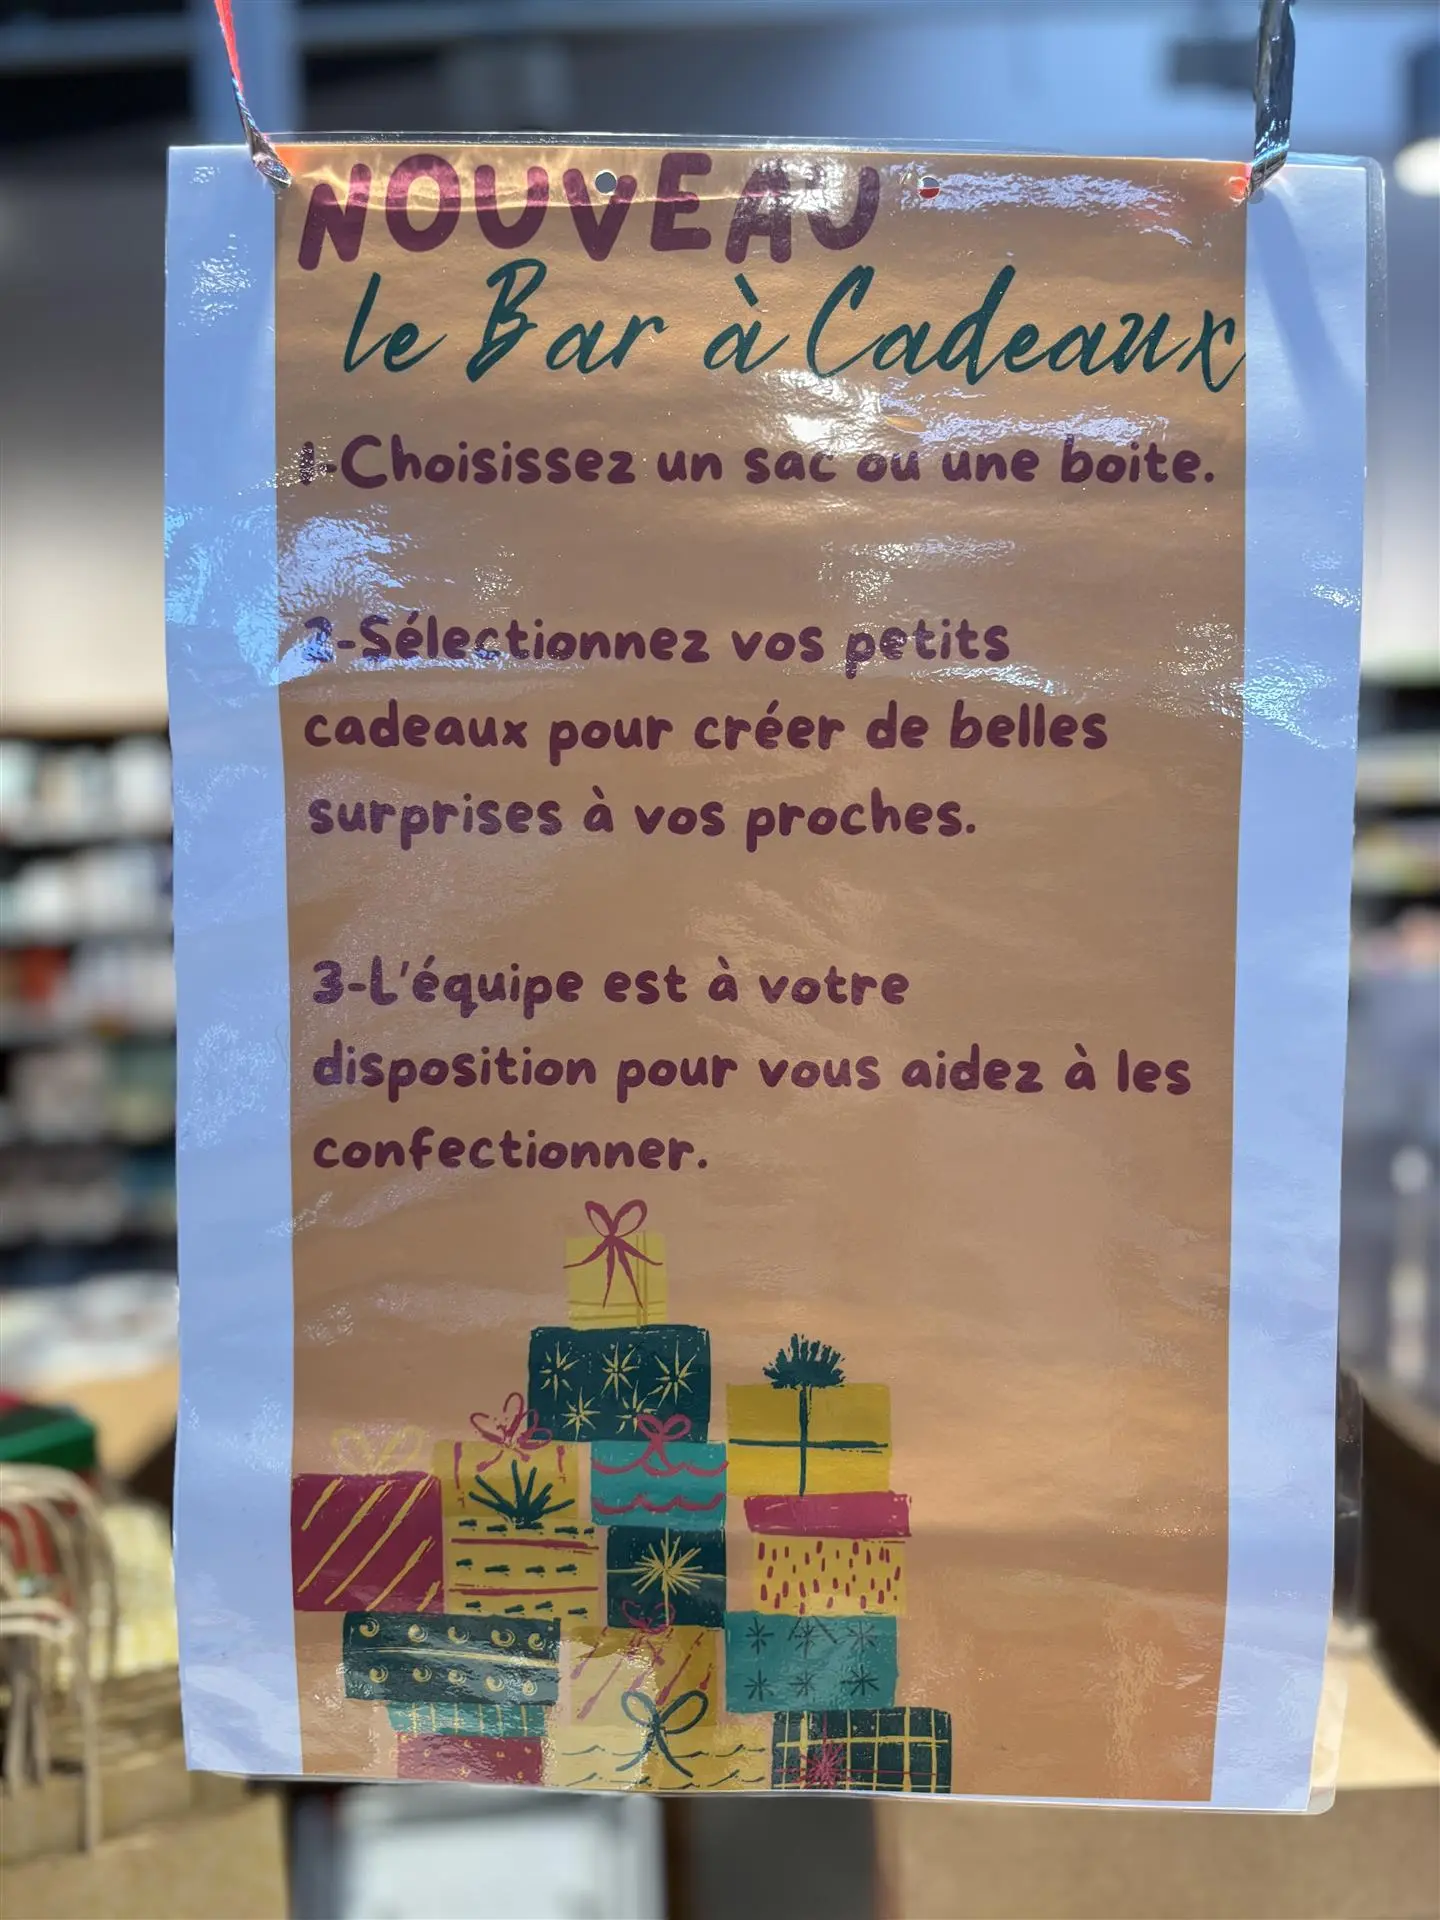 NOUVEAU
le Bar à Cadeaux
1-Choisissez un sac ou une boite.
2-Sélectionnez vos petits
cadeaux pour créer de belles
surprises à vos proches.
3-L'équipe est à votre
disposition pour vous aidez à les
confectionner.